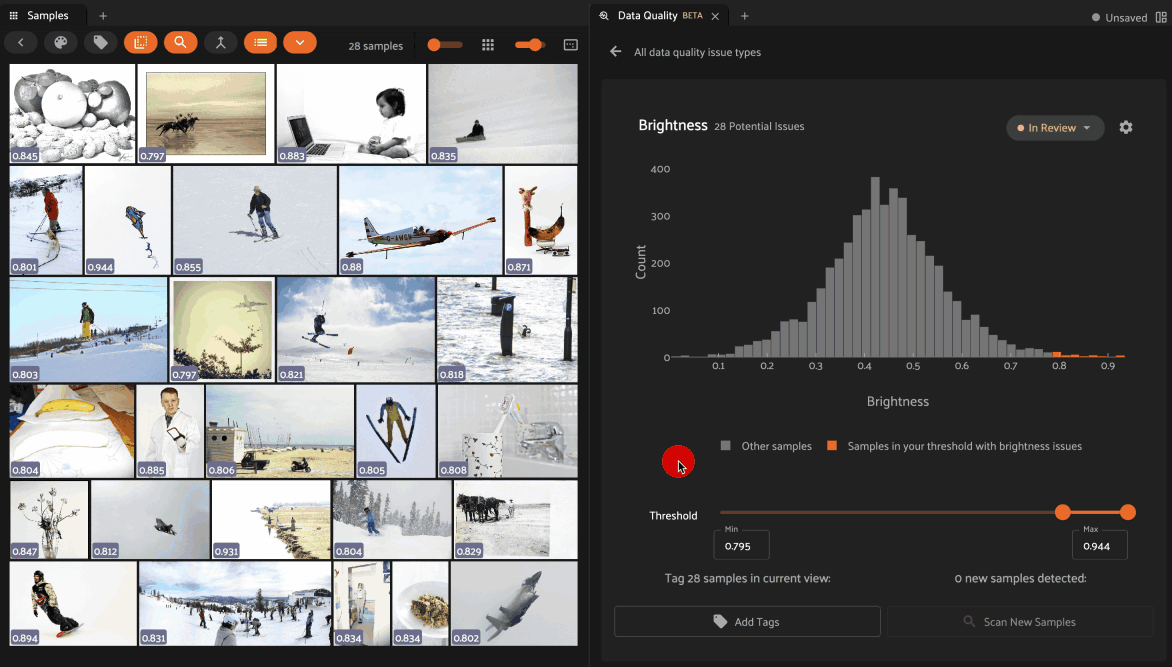 Samples
28 samples
0.845
0.797
0.883
0.835
0.801
0.944
0.855
G-AWGN
0.88
0.871
0.803
0.797
0.821
0.818
0.804
0.885
0.806
0.805
0.808
0.847
0.812
0.931
0.804
0.829
0.894
0.831
0.834
0.834
0.802
Data Quality BETA
Unsaved
All data quality issue types
Brightness 28 Potential Issues
In Review
400
300
200
100
0
Count
0.1 0.2 0.3 0.4 0.5 0.6 0.7 0.8 0.9
Brightness
Other samples
Samples in your threshold with brightness issues
Threshold
Min
0.795
Max
0.944
Tag 28 samples in current view:
0 new samples detected:
Add Tags
Scan New Samples